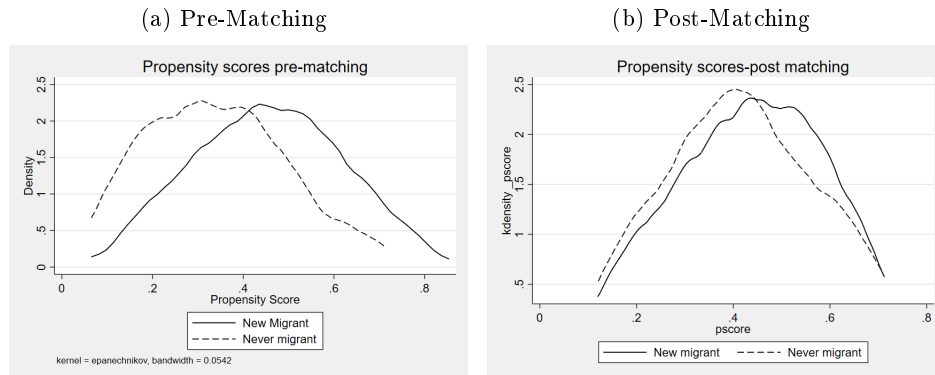 (a) Pre-Matching
Propensity scores pre-matching
Density
2.5
2
1.5
1
.5
0
0 .2 .4 .6 .8
Propensity Score
New Migrant
Never migrant
kernel = epanechnikov, bandwidth = 0.0542
(b) Post-Matching
Propensity scores-post matching
kdensity _pscore
2.5
2
1.5
1
.5
0 .2 .4 .6 .8
pscore
New migrant Never migrant